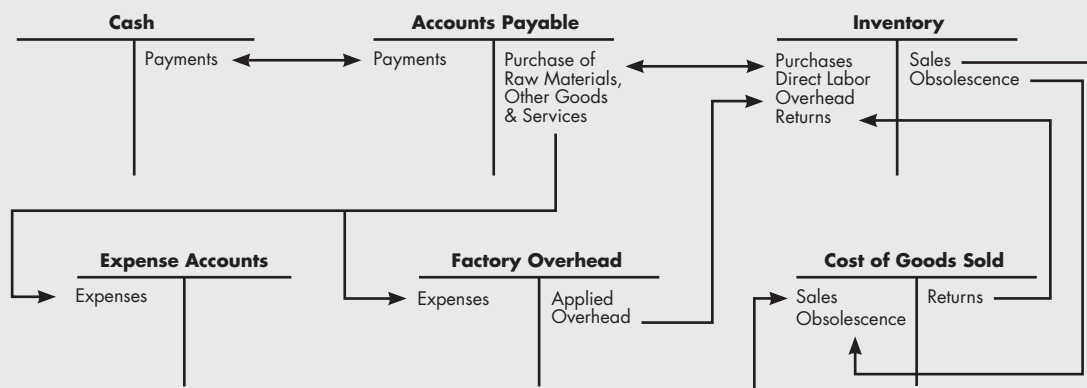 Cash
Payments
Accounts Payable
Payments
Purchase of
Raw Materials,
Other Goods
& Services
Inventory
Purchases
Direct Labor
Overhead
Returns
Sales
Obsolescence
Expense Accounts
Expenses
Factory Overhead
Expenses
Applied
Overhead
Cost of Goods Sold
Sales
Obsolescence
Returns